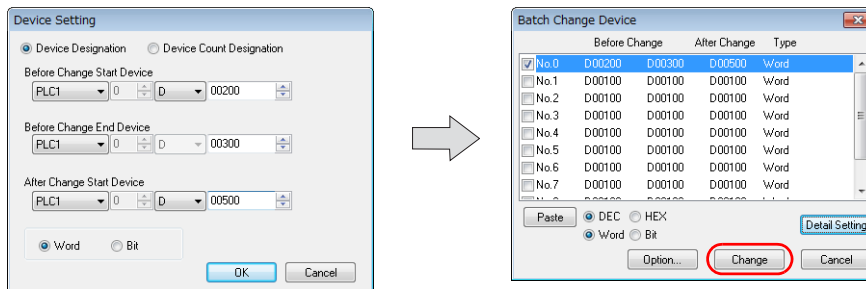 Device Setting
Device Designation Device Count Designation
Before Change Start Device
PLC1 0 D 00200
Before Change End Device
PLC1 0 D 00300
After Change Start Device
PLC1 0 D 00500
Word Bit
OK Cancel
Batch Change Device
Before Change After Change Type
No.0 D00200 D00300 D00500 Word
No.1 D00100 D00100 D00100 Word
No.2 D00100 D00100 D00100 Word
No.3 D00100 D00100 D00100 Word
No.4 D00100 D00100 D00100 Word
No.5 D00100 D00100 D00100 Word
No.6 D00100 D00100 D00100 Word
No.7 D00100 D00100 D00100 Word
Paste DEC HEX
Word Bit
Detail Setting
Option... Change Cancel